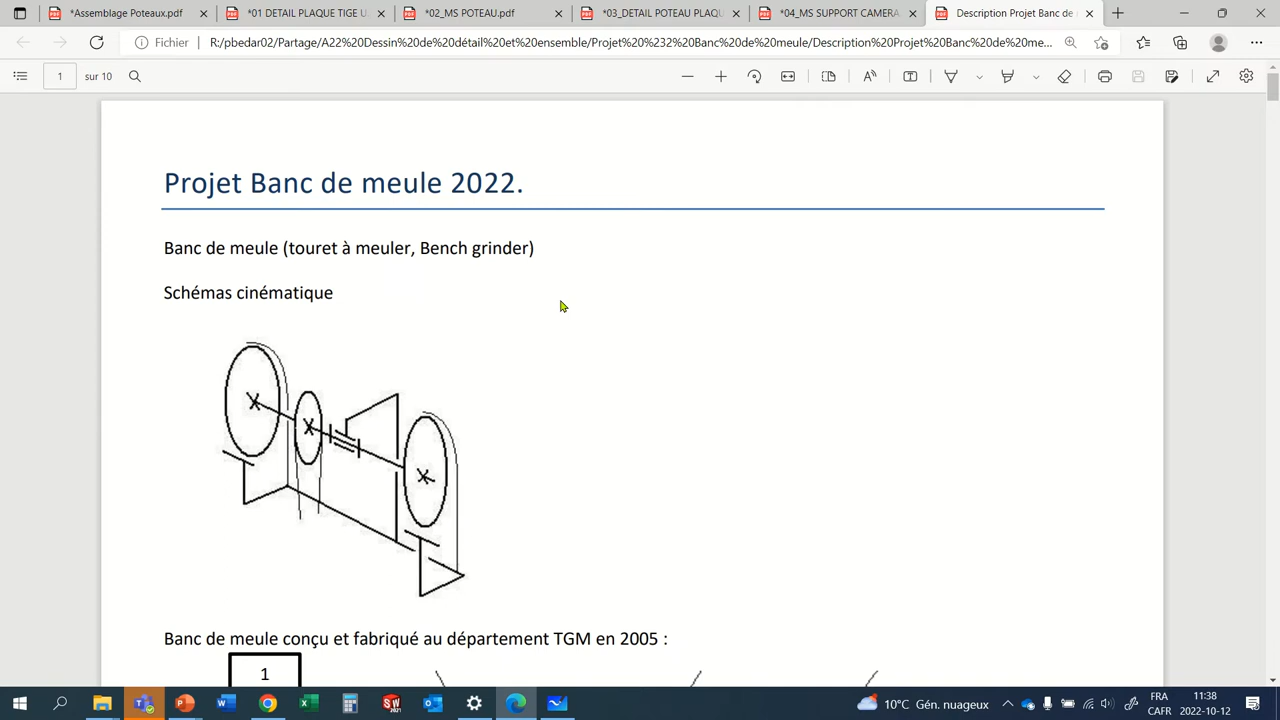 *Assemblage Poteaux.pdf
*01 DETAIL PLAQUE TIGE U
*02_MS POTEAU.pdf
*03_DETAIL POTEAU PLAQU
*04_MS SUPPORT CAMERA.
Description Projet Banc de
Fichier
R:/pbedar02/Partage/A22%20Dessin%20de%20détail%20et%20ensemble/Projet%20%232%20Banc%20de%20meule/Description%20Projet%20Banc%20de%20me...
1 sur 10
Projet Banc de meule 2022.
Banc de meule (touret à meuler, Bench grinder)
Schémas cinématique
Banc de meule conçu et fabriqué au département TGM en 2005 :
1
10°C Gén. nuageux
FRA
CAFR
11:38
2022-10-12